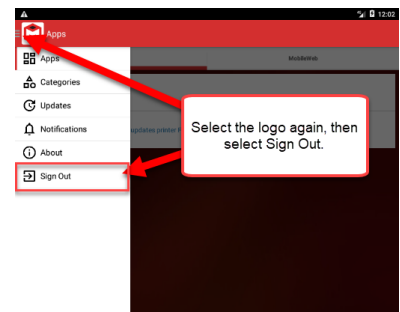 12:02
Apps
Apps
MobileWeb
Categories
Updates
Notifications
updates printer f
About
Sign Out
Select the logo again, then
select Sign Out.